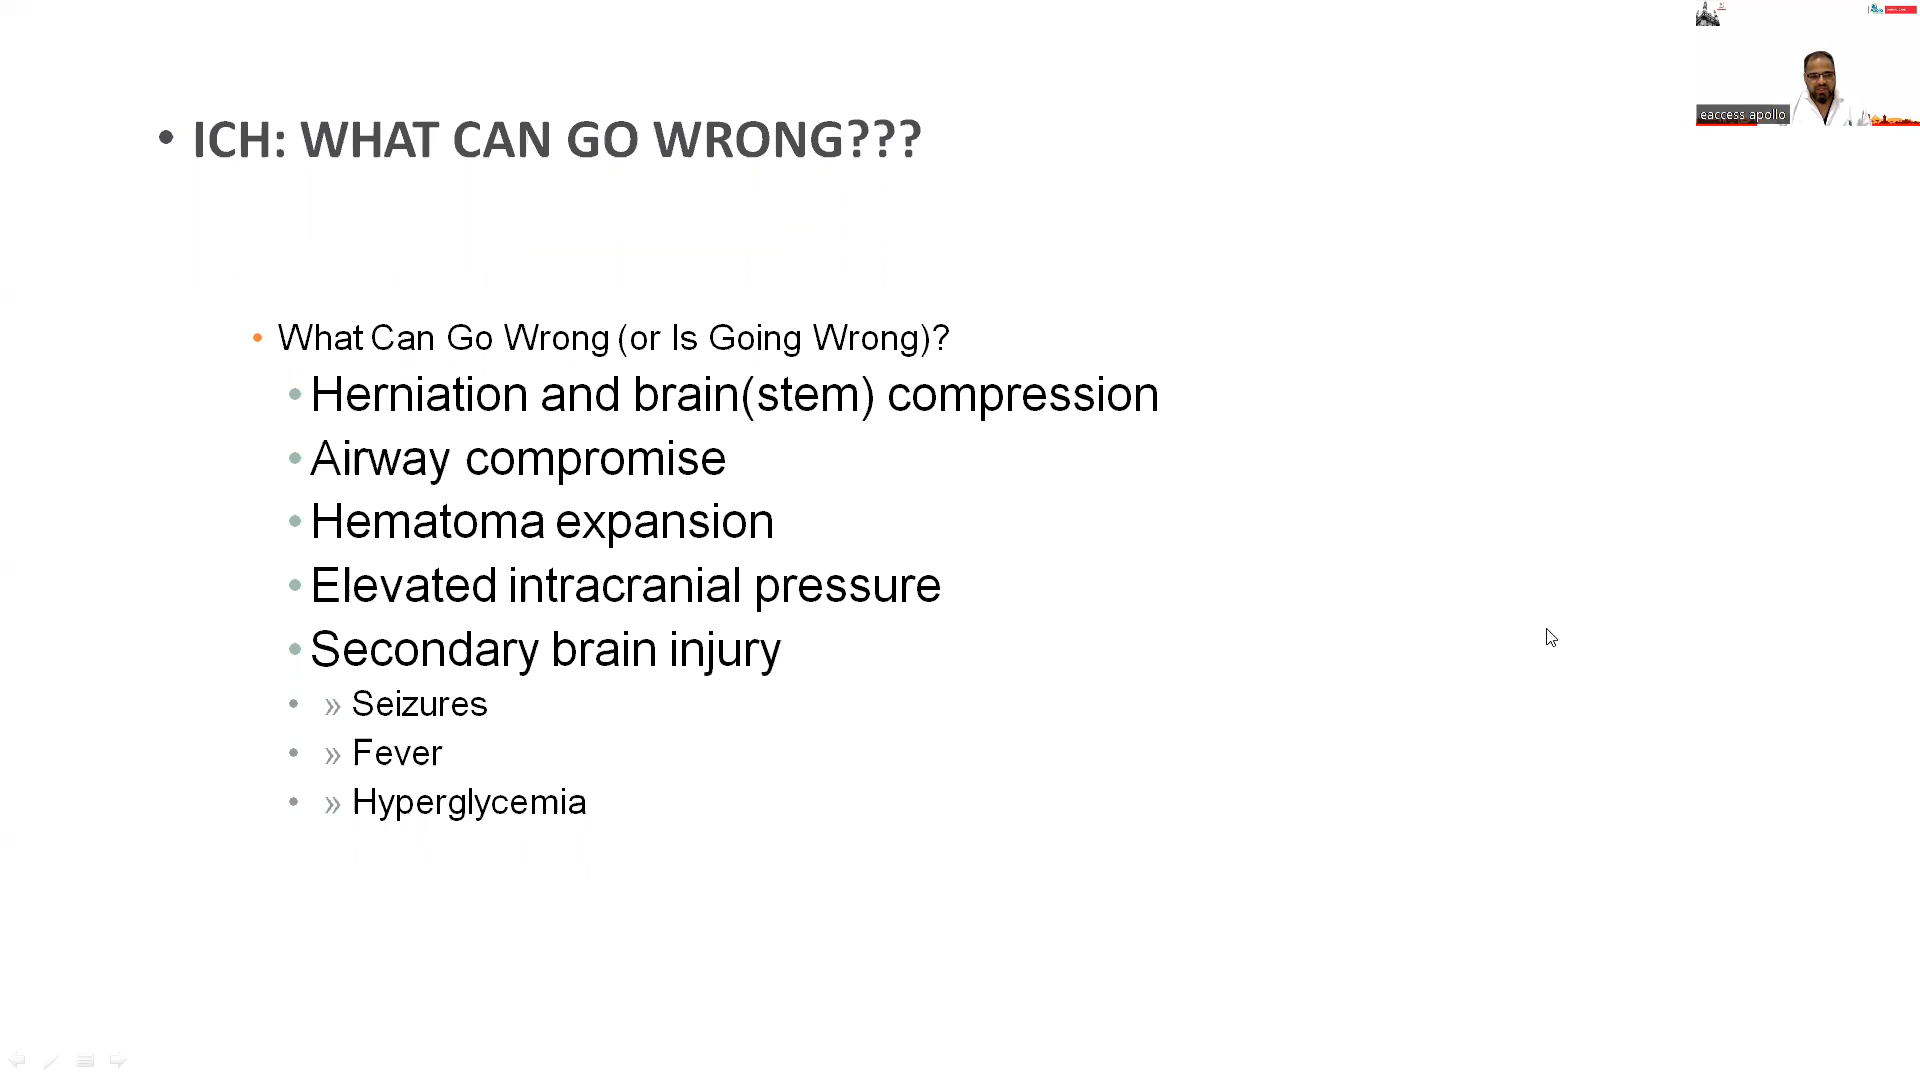 • ICH: WHAT CAN GO WRONG???
• What Can Go Wrong (or Is Going Wrong)?
• Herniation and brain(stem) compression
• Airway compromise
• Hematoma expansion
• Elevated intracranial pressure
• Secondary brain injury
• » Seizures
• » Fever
• » Hyperglycemia
eaccess apollo